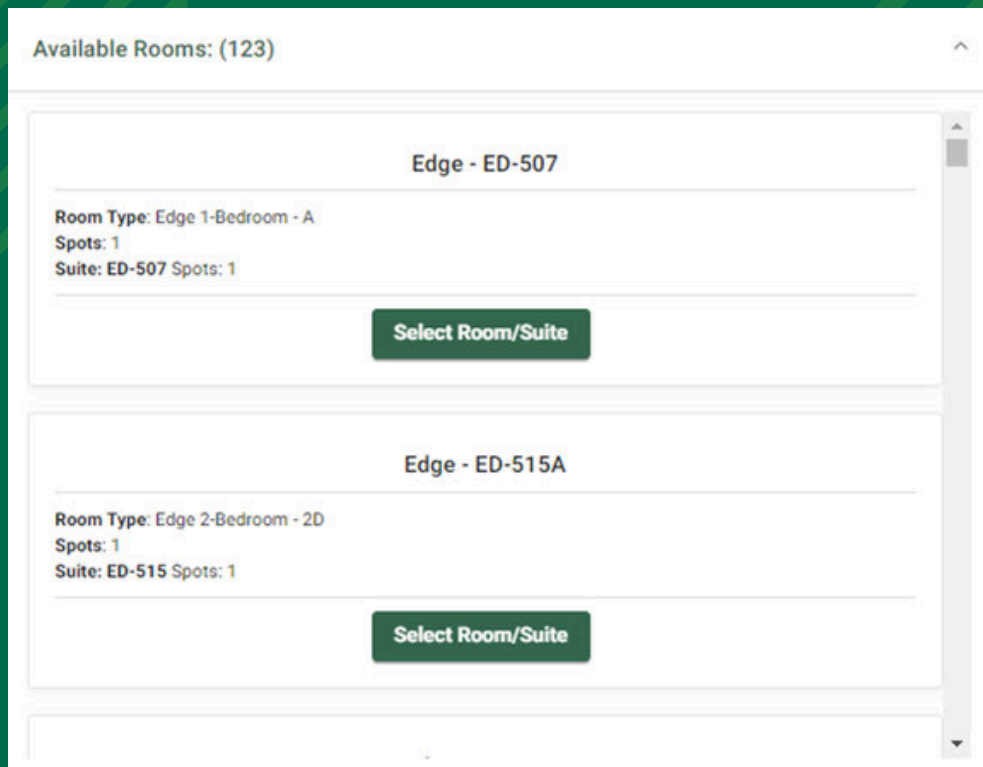 Available Rooms: (123)
Edge - ED-507
Room Type: Edge 1-Bedroom - A
Spots: 1
Suite: ED-507 Spots: 1
Select Room/Suite
Edge - ED-515A
Room Type: Edge 2-Bedroom - 2D
Spots: 1
Suite: ED-515 Spots: 1
Select Room/Suite